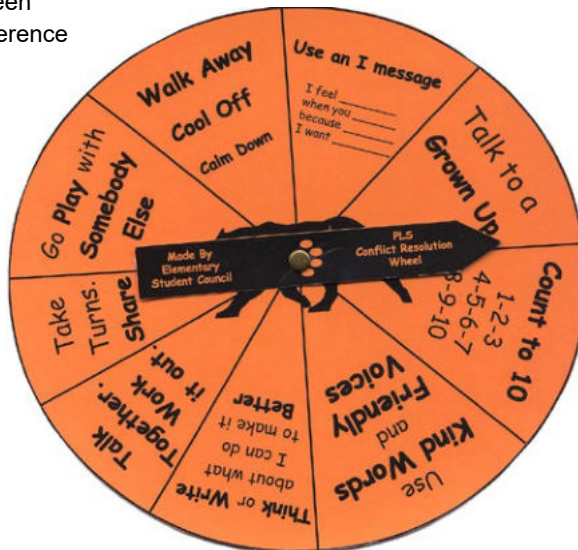 erence
Walk Away
Cool Off
Calm Down
Use an I message
I feel
when you
because
I want
Talk to a
Grown Up
Count to 10
1-2-3
4-5-6-7
8-9-10
Use
Kind Words
and
Friendly
Voices
Think or Write
about what
I can do
to make it
Better
Talk
Together.
Work
it out.
Take
Turns.
Share
Go Play with
Somebody
Else
Made By
Elementary
Student Council
PLS
Conflict Resolution
Wheel